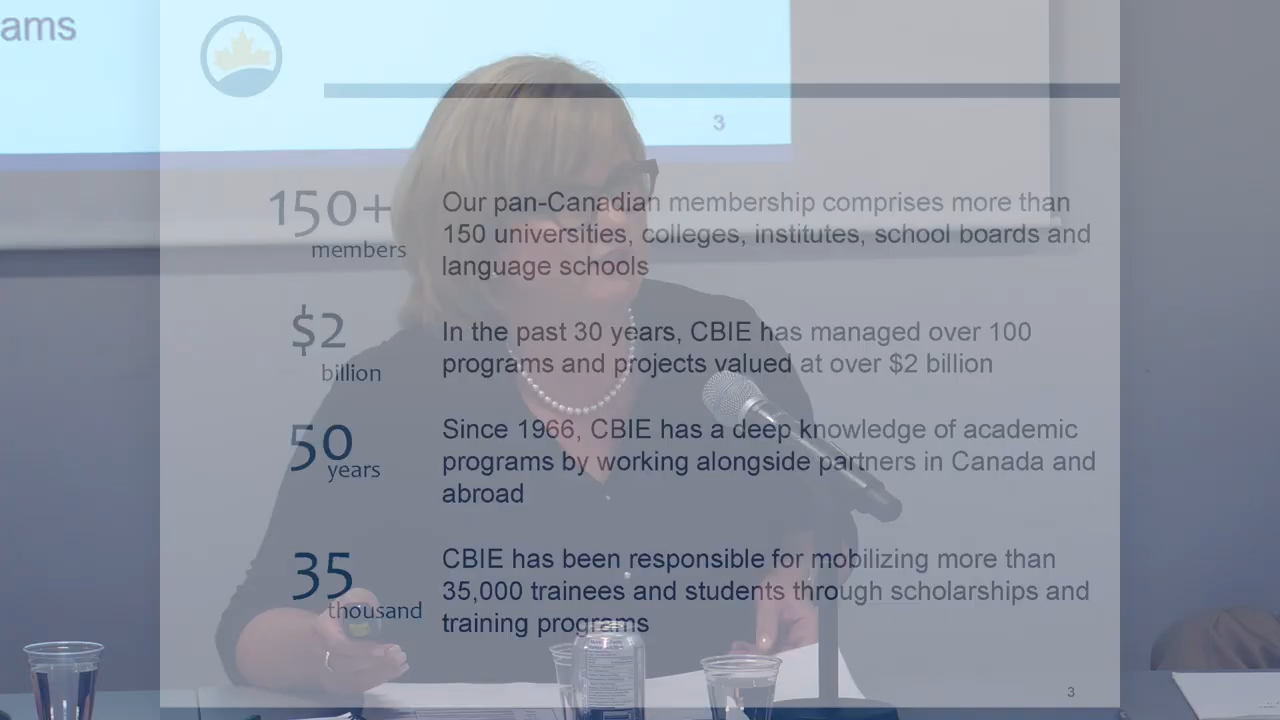 ams
3
150+
members
Our pan-Canadian membership comprises more than
150 universities, colleges, institutes, school boards and
language schools
$2
billion
In the past 30 years, CBIE has managed over 100
programs and projects valued at over $2 billion
50
years
Since 1966, CBIE has a deep knowledge of academic
programs by working alongside partners in Canada and
abroad
35
thousand
CBIE has been responsible for mobilizing more than
35,000 trainees and students through scholarships and
training programs
3